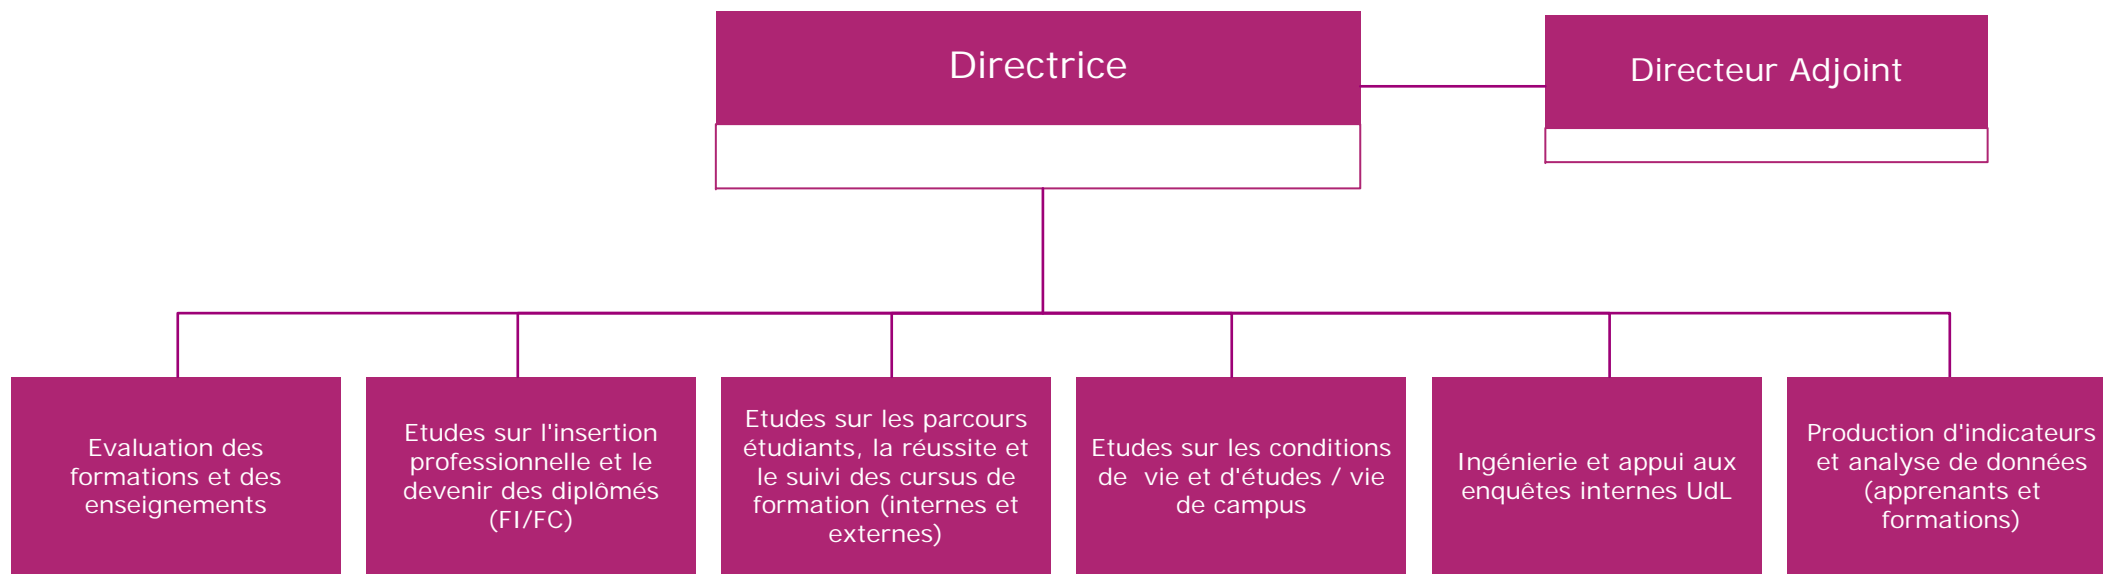 Directrice
Directeur Adjoint
Evaluation des
formations et des
enseignements
Etudes sur l'insertion
professionnelle et le
devenir des diplômés
(FI/FC)
Etudes sur les parcours
étudiants, la réussite et
le suivi des cursus de
formation (internes et
externes)
Etudes sur les conditions
de  vie et d'études / vie
de campus
Ingénierie et appui aux
enquêtes internes UdL
Production d'indicateurs
et analyse de données
(apprenants et
formations)